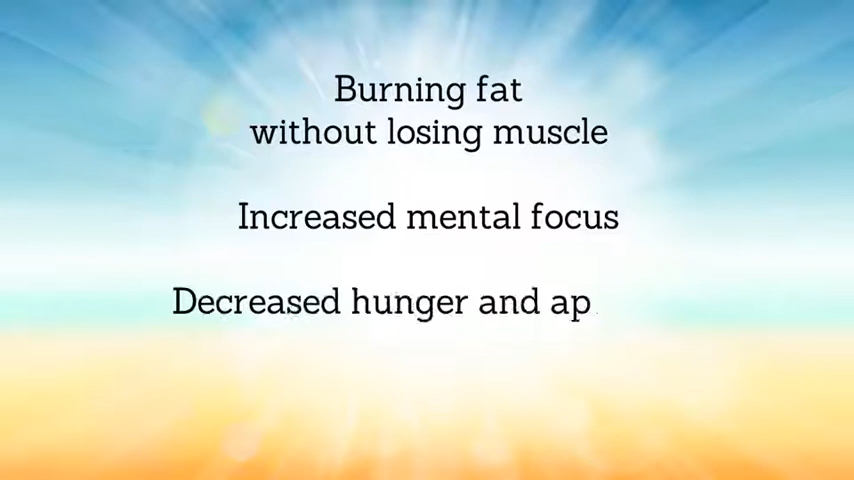 Burning fat
without losing muscle
Increased mental focus
Decreased hunger and ap